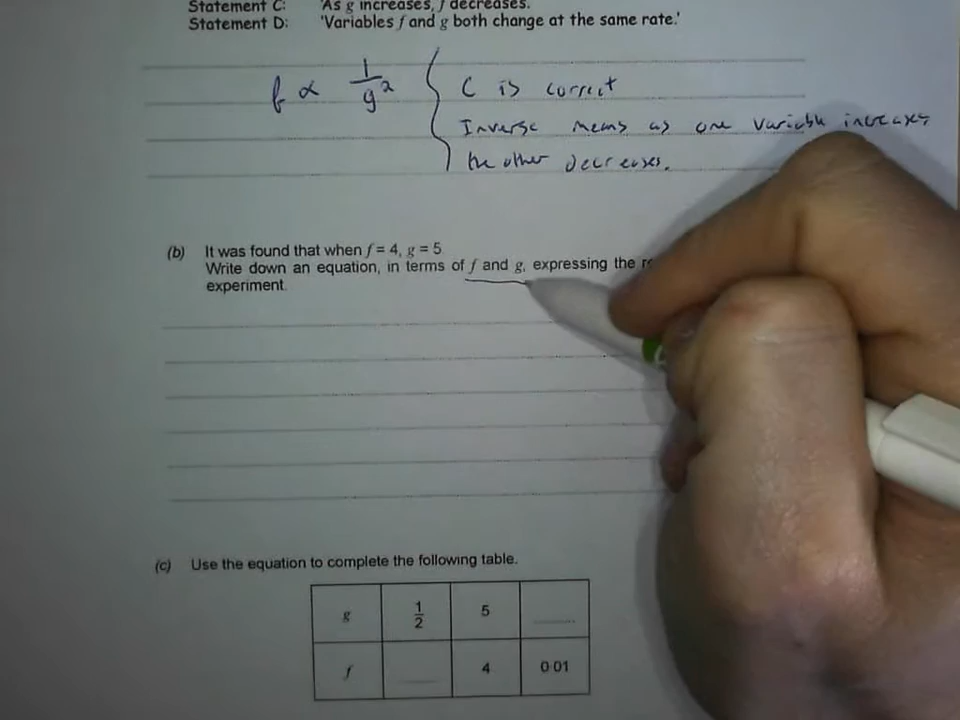 Statement C: 'As g increases, f decreases.'
Statement D: 'Variables f and g both change at the same rate.'
f ∝ 1/g² { C is correct
Inverse means as one variable increases
the other decreases.
(b) It was found that when f = 4, g = 5
Write down an equation, in terms of f and g, expressing the
experiment.
(c) Use the equation to complete the following table.
g 1/2 5 ........
f ........ 4 0·01